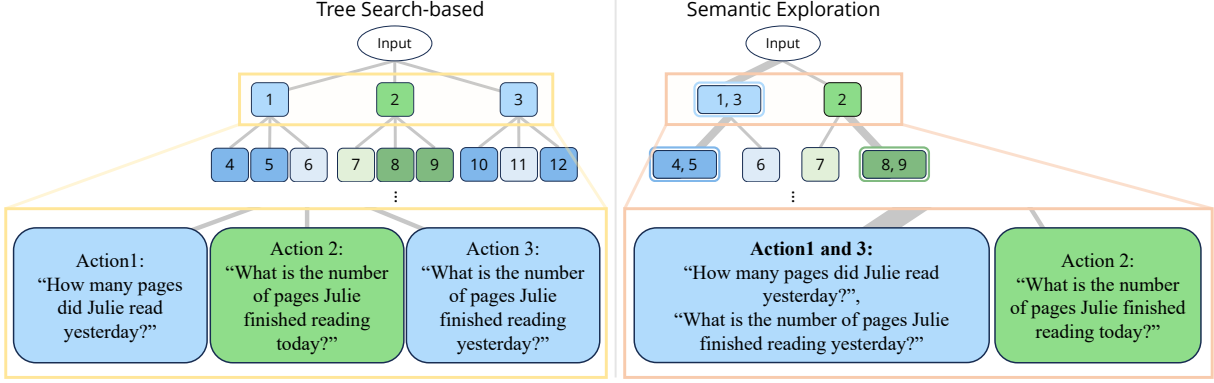 Tree Search-based
Input
1
2
3
4
5
6
7
8
9
10
11
12
⋮
Action1:
“How many pages
did Julie read
yesterday?”
Action 2:
“What is the number
of pages Julie
finished reading
today?”
Action 3:
“What is the number
of pages Julie
finished reading
yesterday?”
Semantic Exploration
Input
1, 3
2
4, 5
6
7
8, 9
⋮
Action1 and 3:
“How many pages did Julie read
yesterday?”,
“What is the number of pages Julie
finished reading yesterday?”
Action 2:
“What is the number
of pages Julie finished
reading today?”